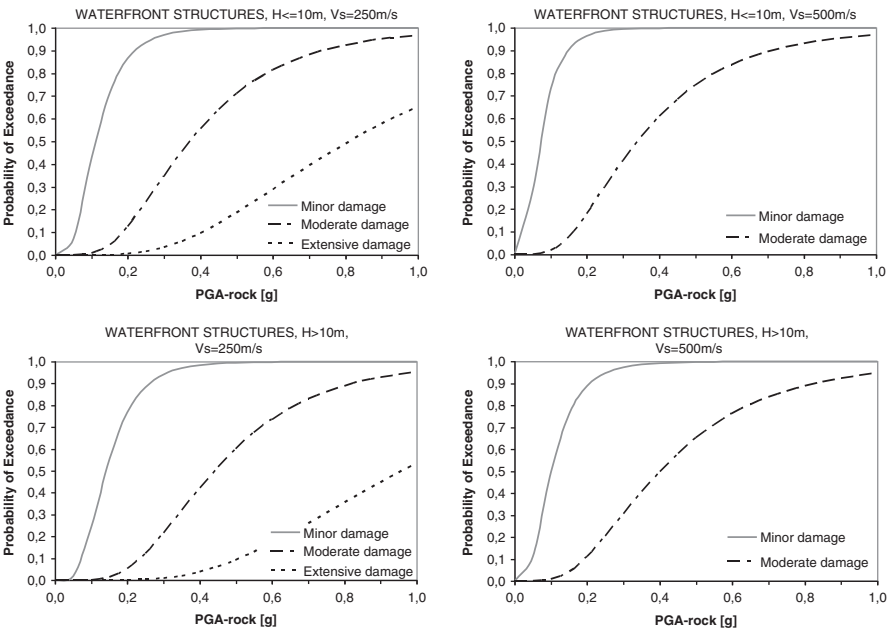 WATERFRONT STRUCTURES, H<=10m, Vs=250m/s
Probability of Exceedance
1,0
0,9
0,8
0,7
0,6
0,5
0,4
0,3
0,2
0,1
0,0
0,0 0,2 0,4 0,6 0,8 1,0
PGA-rock [g]
Minor damage
Moderate damage
Extensive damage
WATERFRONT STRUCTURES, H<=10m, Vs=500m/s
Probability of Exceedance
1,0
0,9
0,8
0,7
0,6
0,5
0,4
0,3
0,2
0,1
0,0
0,0 0,2 0,4 0,6 0,8 1,0
PGA-rock [g]
Minor damage
Moderate damage
WATERFRONT STRUCTURES, H>10m,
Vs=250m/s
Probability of Exceedance
1,0
0,9
0,8
0,7
0,6
0,5
0,4
0,3
0,2
0,1
0,0
0,0 0,2 0,4 0,6 0,8 1,0
PGA-rock [g]
Minor damage
Moderate damage
Extensive damage
WATERFRONT STRUCTURES, H>10m,
Vs=500m/s
Probability of Exceedance
1,0
0,9
0,8
0,7
0,6
0,5
0,4
0,3
0,2
0,1
0,0
0,0 0,2 0,4 0,6 0,8 1,0
PGA-rock [g]
Minor damage
Moderate damage